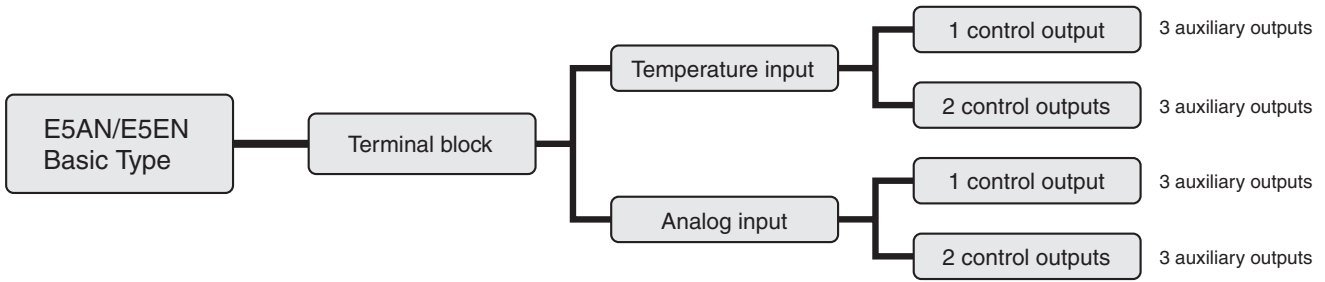 E5AN/E5EN
Basic Type
Terminal block
Temperature input
1 control output
3 auxiliary outputs
2 control outputs
3 auxiliary outputs
Analog input
1 control output
3 auxiliary outputs
2 control outputs
3 auxiliary outputs